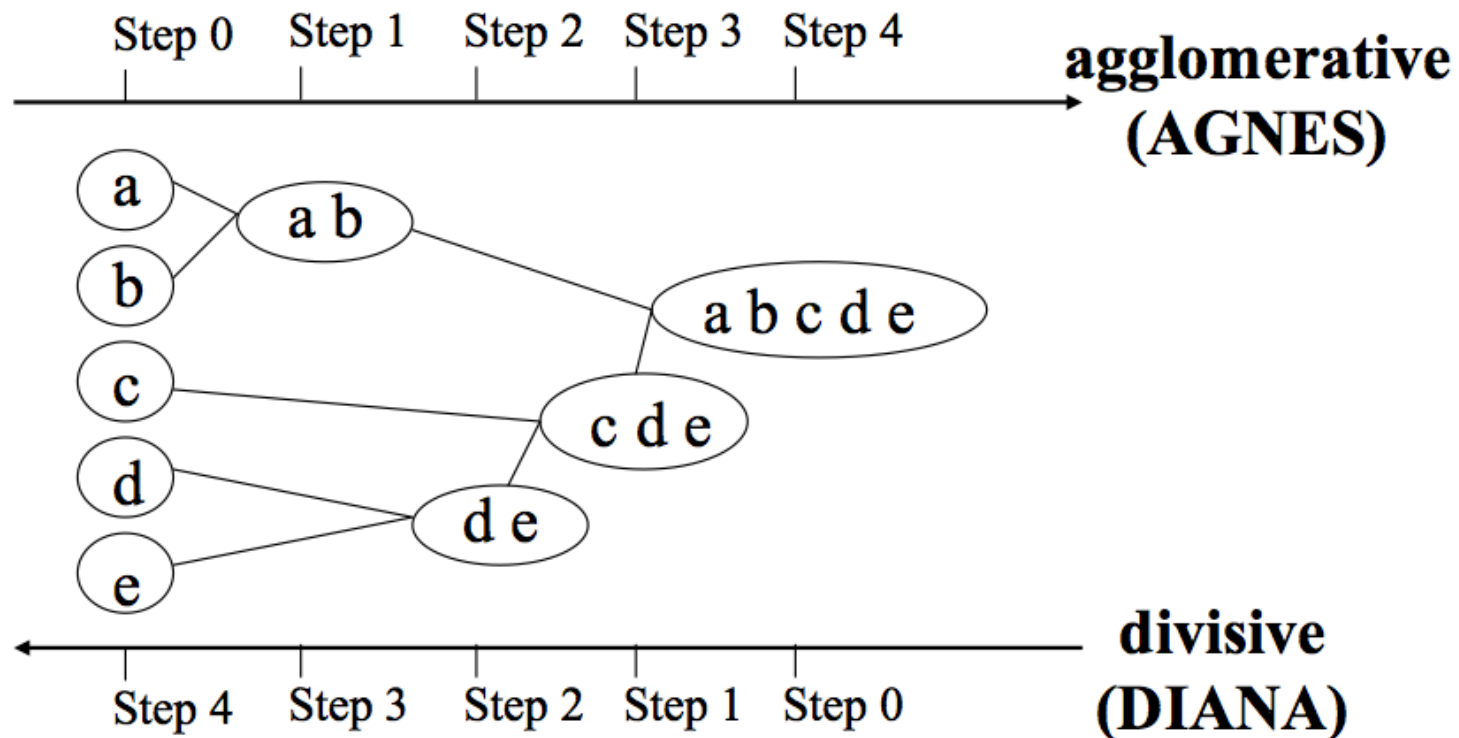 Step 0 Step 1 Step 2 Step 3 Step 4
agglomerative
(AGNES)
a
a b
b
a b c d e
c
c d e
d
d e
e
divisive
(DIANA)
Step 4 Step 3 Step 2 Step 1 Step 0